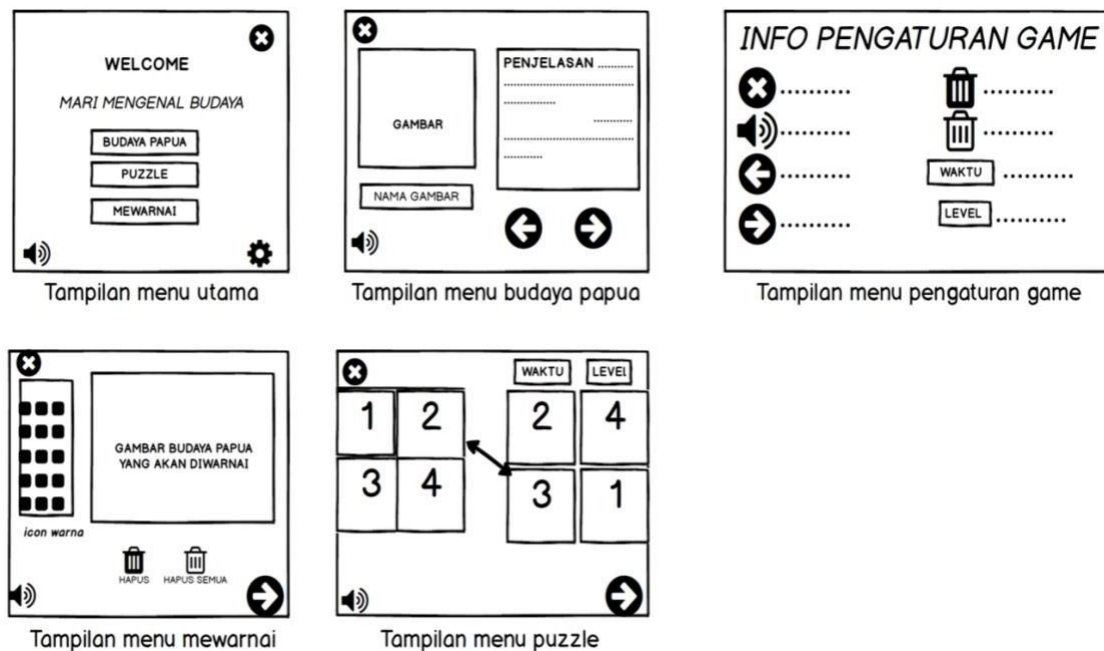 WELCOME
MARI MENGENAL BUDAYA
BUDAYA PAPUA
PUZZLE
MEWARNAI
Tampilan menu utama
GAMBAR
NAMA GAMBAR
PENJELASAN ..........
Tampilan menu budaya papua
INFO PENGATURAN GAME
..........
..........
..........
..........
..........
..........
WAKTU ..........
LEVEL ..........
Tampilan menu pengaturan game
icon warna
GAMBAR BUDAYA PAPUA
YANG AKAN DIWARNAI
HAPUS HAPUS SEMUA
Tampilan menu mewarnai
WAKTU LEVEL
1 2 2 4
3 4 3 1
Tampilan menu puzzle